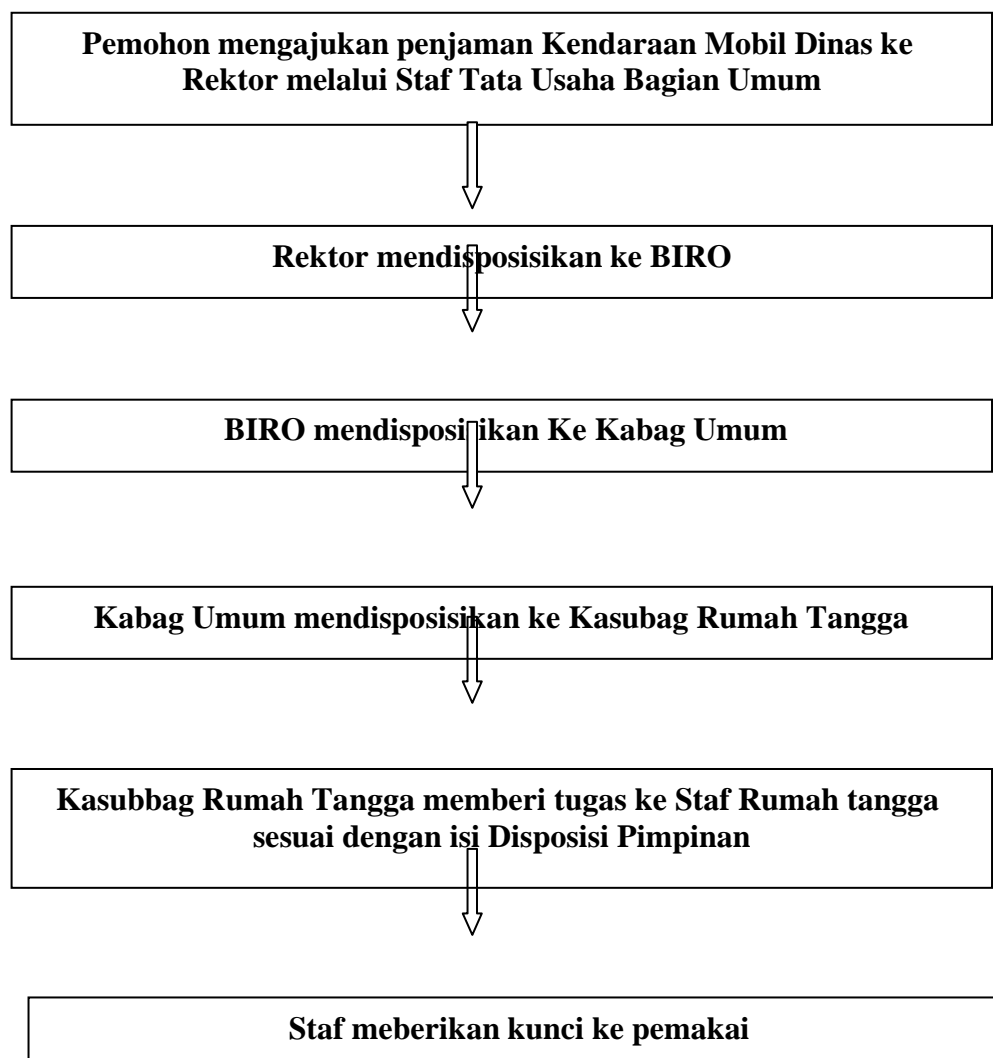 Pemohon mengajukan penjaman Kendaraan Mobil Dinas ke
Rektor melalui Staf Tata Usaha Bagian Umum
Rektor mendisposisikan ke BIRO
BIRO mendisposisikan Ke Kabag Umum
Kabag Umum mendisposisikan ke Kasubag Rumah Tangga
Kasubbag Rumah Tangga memberi tugas ke Staf Rumah tangga
sesuai dengan isi Disposisi Pimpinan
Staf meberikan kunci ke pemakai